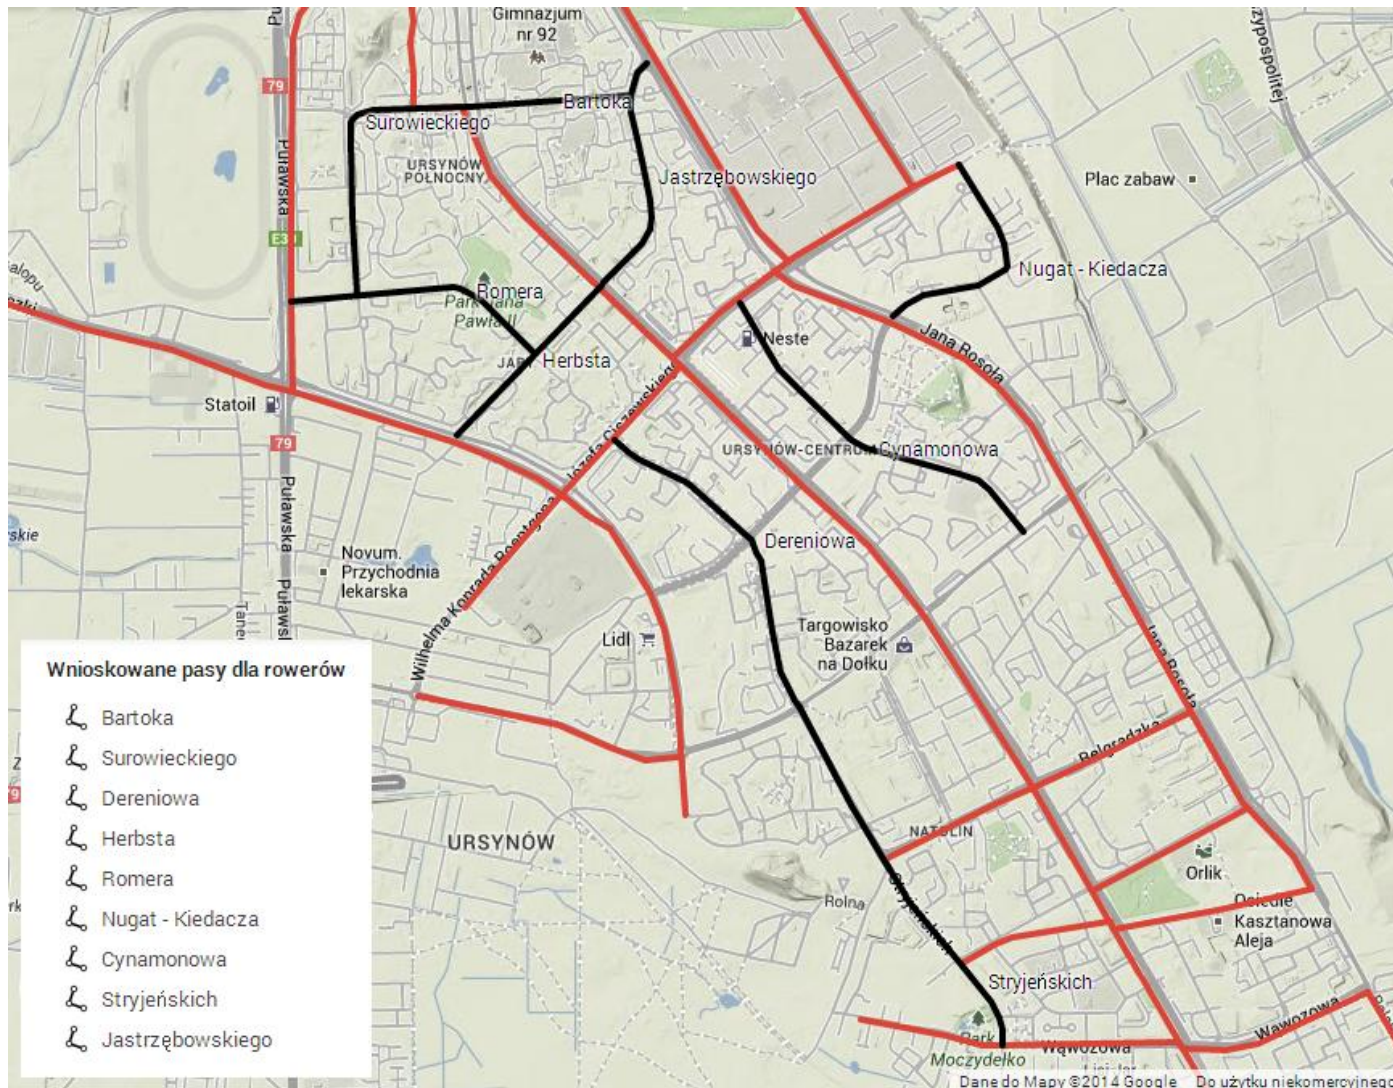 Gimnazjum
nr 92
79
Bartoka
Surowieckiego
URSYNÓW
PÓŁNOCNY
Jastrzębowskiego
Plac zabaw
Puławska
E30
Nugat - Kiedacza
Romera
Park Jana
Pawła II
Neste
Jana Rosoła
JARY
Herbsta
Statoil
79
Józefa Ciszewskiego
URSYNÓW-CENTRUM
Cynamonowa
Puławska
Wilhelma Konrada Roentgena
Dereniowa
Novum.
Przychodnia
lekarska
Puławska
Targowisko
Bazarek
na Dołku
Lidl
Jana Rosoła
Wnioskowane pasy dla rowerów
Bartoka
Surowieckiego
Dereniowa
Herbsta
Romera
Nugat - Kiedacza
Cynamonowa
Stryjeńskich
Jastrzębowskiego
Belgradzka
79
URSYNÓW
NATOLIN
Orlik
Rolna
Stryjeńskich
Osiedle
Kasztanowa
Aleja
Stryjeńskich
Park
Moczydełko
Wąwozowa
Wąwozowa
Dane do Mapy ©2014 Google
Do użytku niekomercyjnego